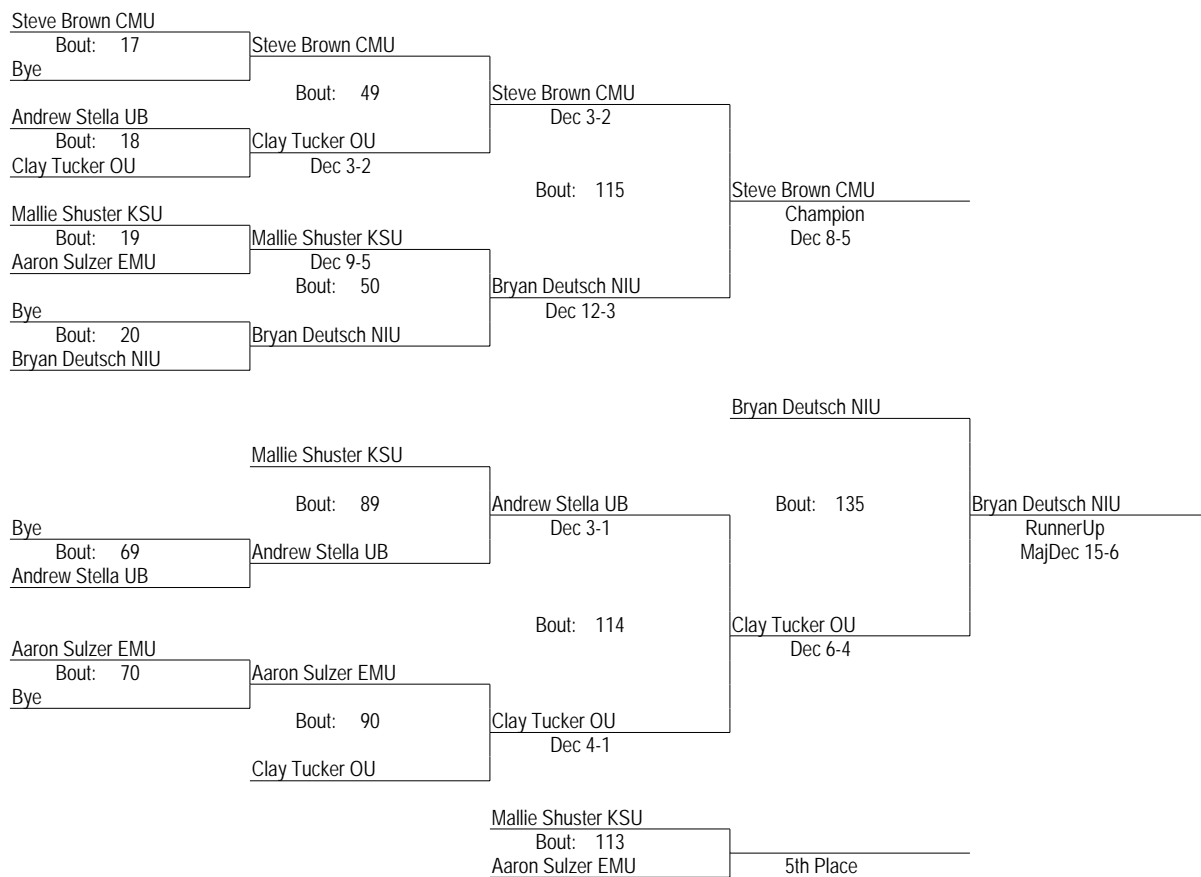 Steve Brown CMU
Bout: 17
Steve Brown CMU
Bye
Bout: 49
Steve Brown CMU
Dec 3-2
Andrew Stella UB
Bout: 18
Clay Tucker OU
Clay Tucker OU
Dec 3-2
Bout: 115
Steve Brown CMU
Champion
Dec 8-5
Mallie Shuster KSU
Bout: 19
Mallie Shuster KSU
Aaron Sulzer EMU
Dec 9-5
Bout: 50
Bryan Deutsch NIU
Dec 12-3
Bye
Bout: 20
Bryan Deutsch NIU
Bryan Deutsch NIU
Bryan Deutsch NIU
Mallie Shuster KSU
Bout: 89
Andrew Stella UB
Dec 3-1
Bout: 135
Bryan Deutsch NIU
RunnerUp
MajDec 15-6
Bye
Bout: 69
Andrew Stella UB
Andrew Stella UB
Bout: 114
Clay Tucker OU
Dec 6-4
Aaron Sulzer EMU
Bout: 70
Aaron Sulzer EMU
Bye
Bout: 90
Clay Tucker OU
Dec 4-1
Clay Tucker OU
Mallie Shuster KSU
Bout: 113
Aaron Sulzer EMU
5th Place